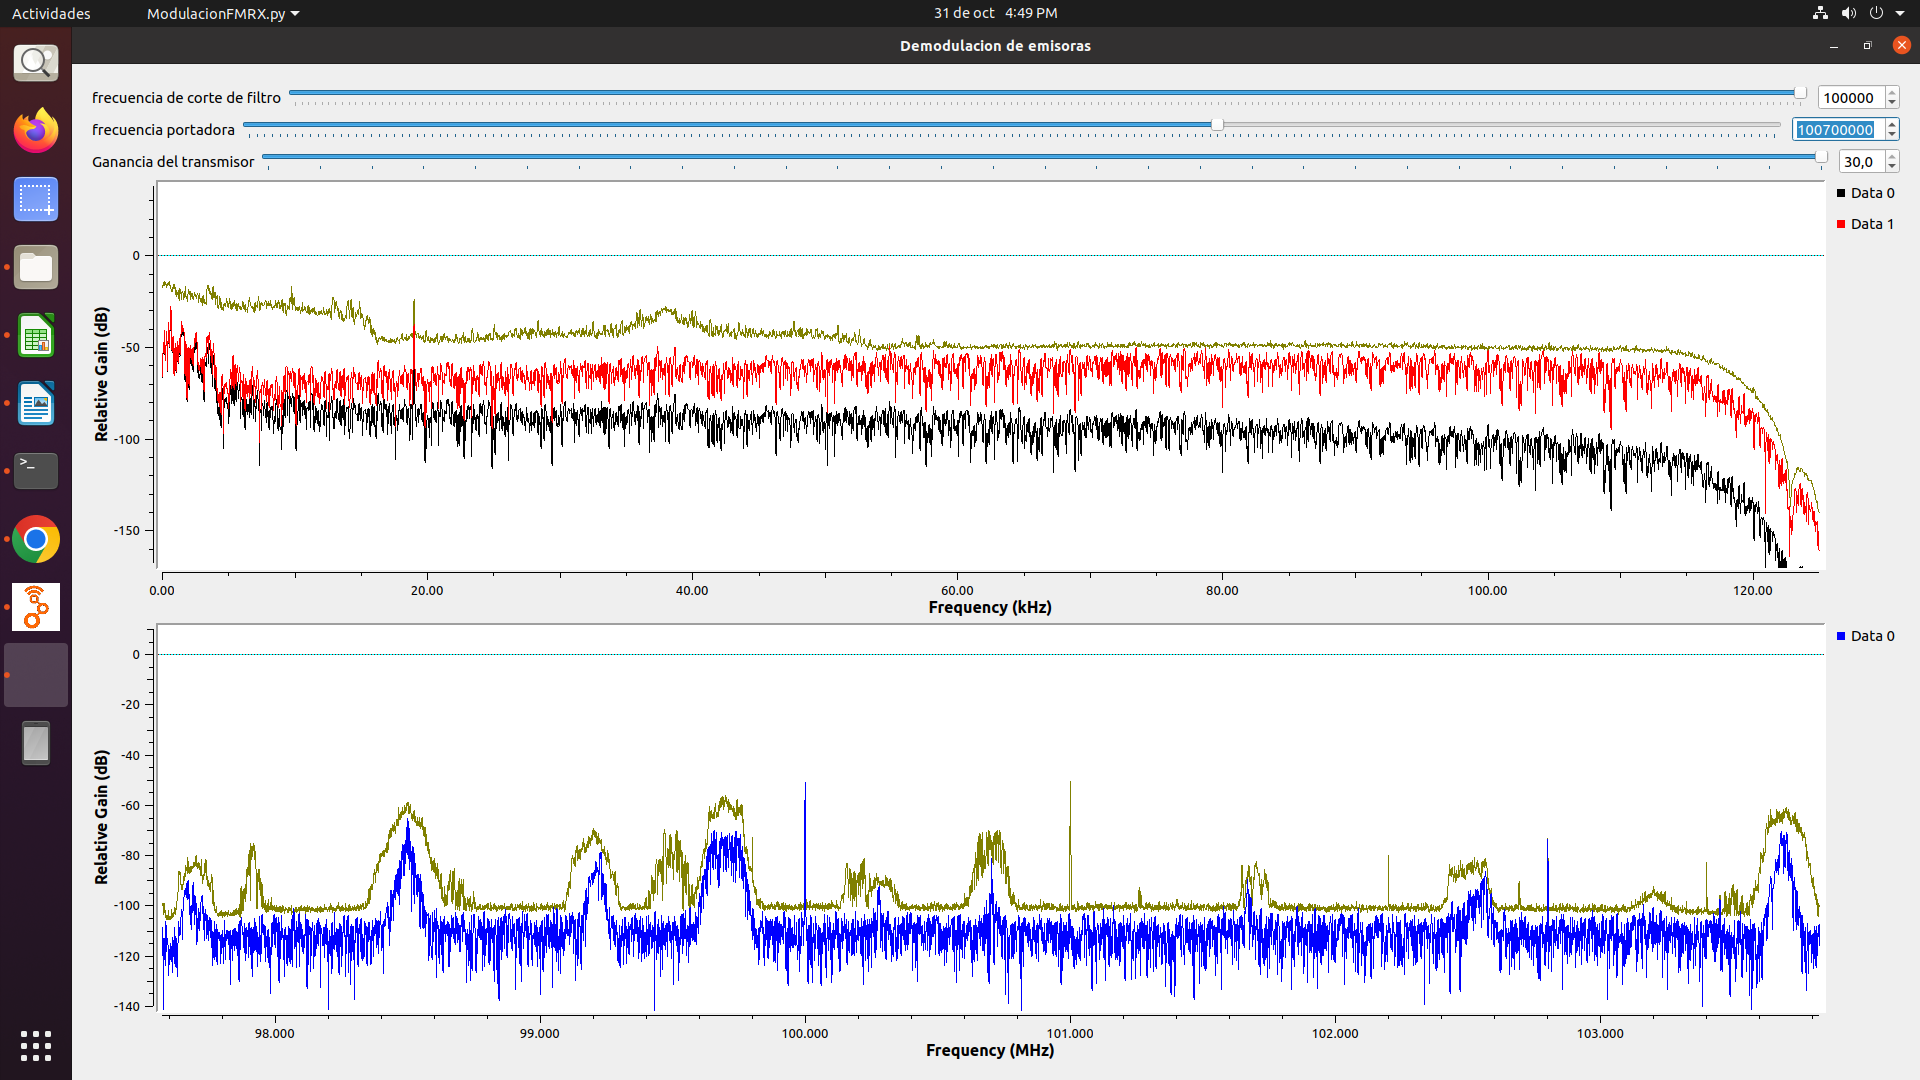 Actividades ModulacionFMRX.py 31 de oct 4:49 PM
Demodulacion de emisoras
frecuencia de corte de filtro 100000
frecuencia portadora 100700000
Ganancia del transmisor 30,0
Data 0
Data 1
0
-50
-100
-150
Relative Gain (dB)
0.00 20.00 40.00 60.00 80.00 100.00 120.00
Frequency (kHz)
Data 0
0
-20
-40
-60
-80
-100
-120
-140
Relative Gain (dB)
98.000 99.000 100.000 101.000 102.000 103.000
Frequency (MHz)
>_